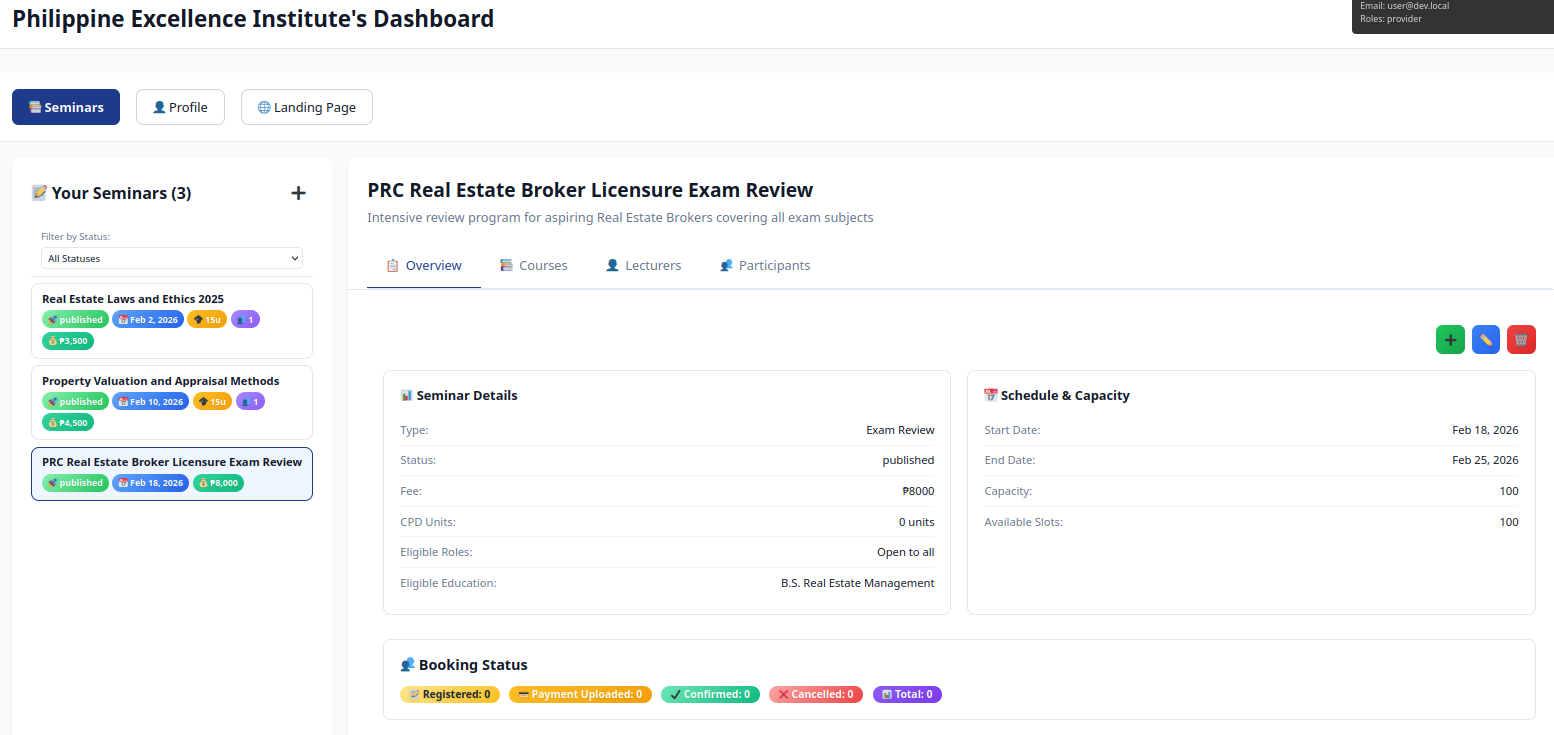 Philippine Excellence Institute's Dashboard
Email: user@dev.local
Roles: provider
Seminars
Profile
Landing Page
Your Seminars (3)
Filter by Status:
All Statuses
Real Estate Laws and Ethics 2025
published
Feb 2, 2026
15u
1
₱3,500
Property Valuation and Appraisal Methods
published
Feb 10, 2026
15u
1
₱4,500
PRC Real Estate Broker Licensure Exam Review
published
Feb 18, 2026
₱8,000
PRC Real Estate Broker Licensure Exam Review
Intensive review program for aspiring Real Estate Brokers covering all exam subjects
Overview
Courses
Lecturers
Participants
Seminar Details
Type: Exam Review
Status: published
Fee: ₱8000
CPD Units: 0 units
Eligible Roles: Open to all
Eligible Education: B.S. Real Estate Management
Schedule & Capacity
Start Date: Feb 18, 2026
End Date: Feb 25, 2026
Capacity: 100
Available Slots: 100
Booking Status
Registered: 0
Payment Uploaded: 0
Confirmed: 0
Cancelled: 0
Total: 0